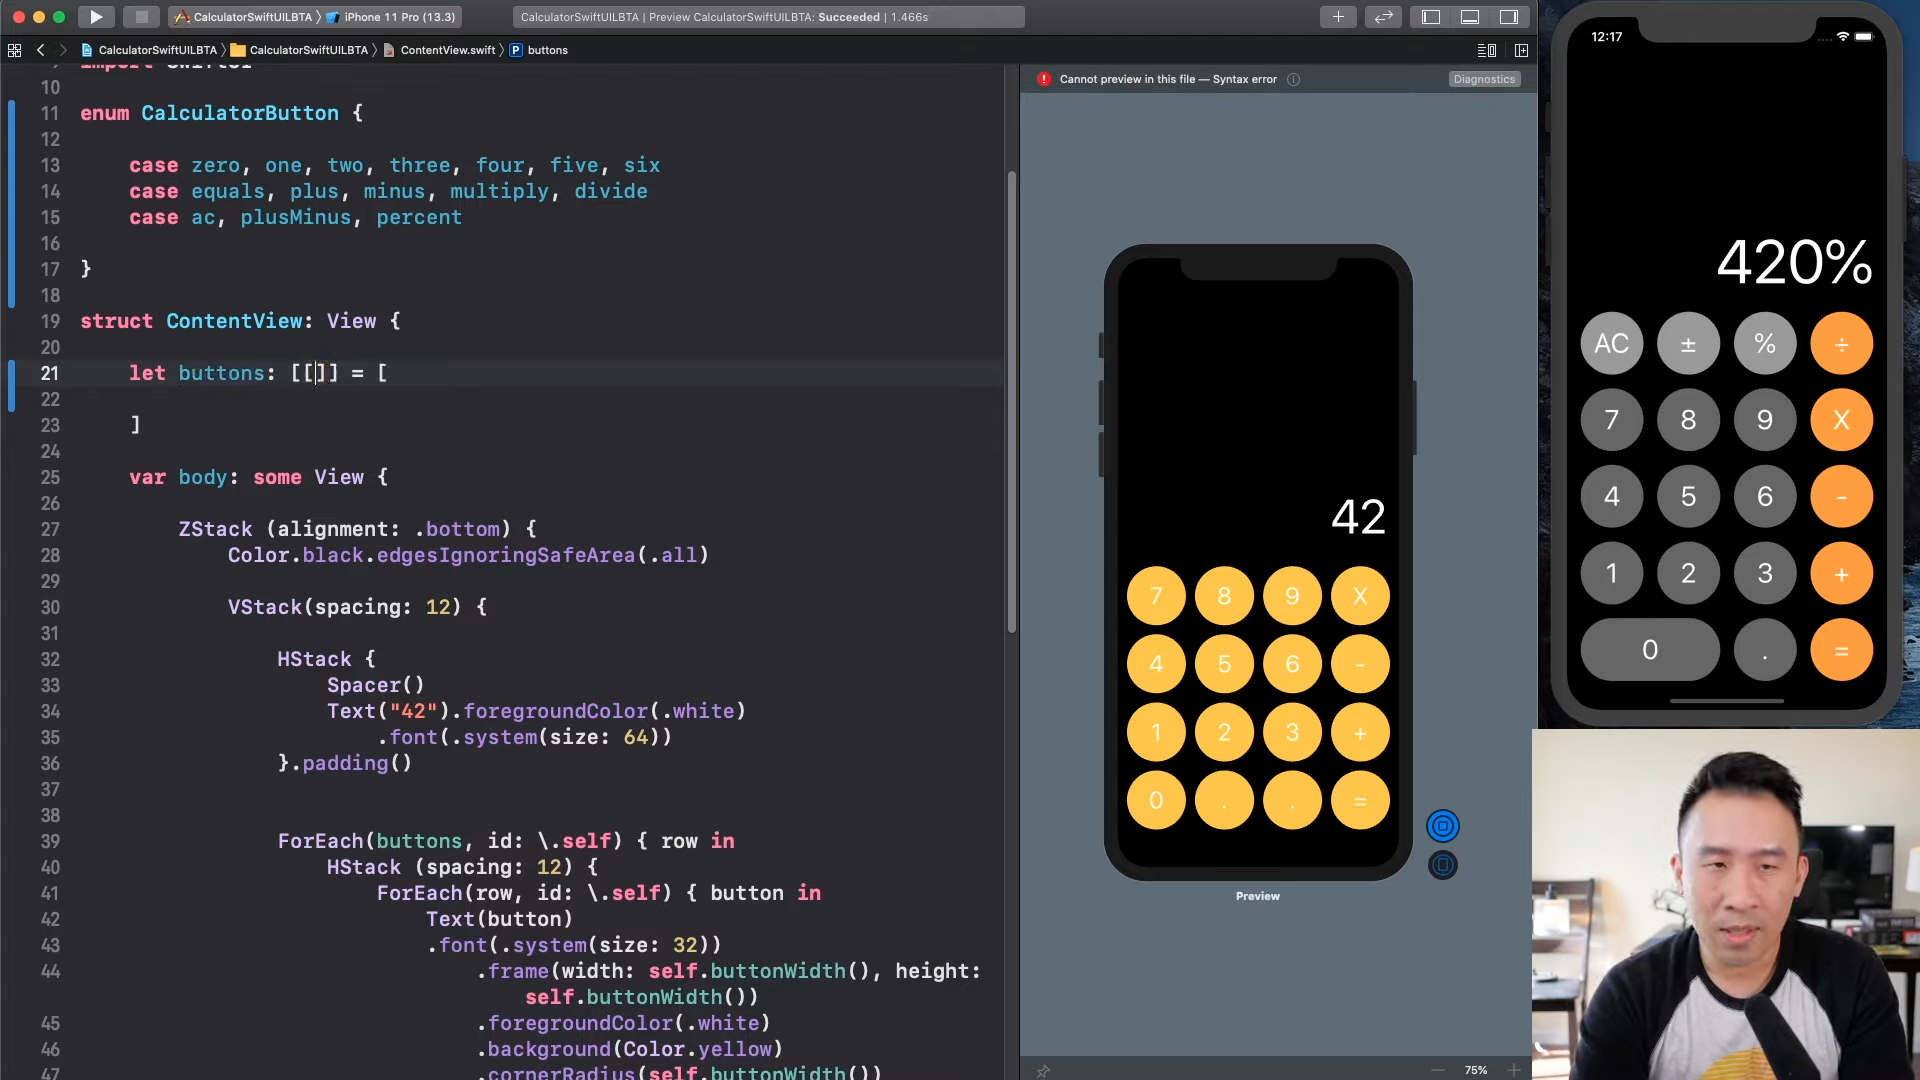 CalculatorSwiftUILBTA > iPhone 11 Pro (13.3)
CalculatorSwiftUILBTA | Preview CalculatorSwiftUILBTA: Succeeded | 1.466s
CalculatorSwiftUILBTA > CalculatorSwiftUILBTA > ContentView.swift > P buttons
9 import SwiftUI
10
11 enum CalculatorButton {
12
13 case zero, one, two, three, four, five, six
14 case equals, plus, minus, multiply, divide
15 case ac, plusMinus, percent
16
17 }
18
19 struct ContentView: View {
20
21 let buttons: [[]] = [
22
23 ]
24
25 var body: some View {
26
27 ZStack (alignment: .bottom) {
28 Color.black.edgesIgnoringSafeArea(.all)
29
30 VStack(spacing: 12) {
31
32 HStack {
33 Spacer()
34 Text("42").foregroundColor(.white)
35 .font(.system(size: 64))
36 }.padding()
37
38
39 ForEach(buttons, id: \.self) { row in
40 HStack (spacing: 12) {
41 ForEach(row, id: \.self) { button in
42 Text(button)
43 .font(.system(size: 32))
44 .frame(width: self.buttonWidth(), height:
self.buttonWidth())
45 .foregroundColor(.white)
46 .background(Color.yellow)
47 .cornerRadius(self.buttonWidth())
Cannot preview in this file — Syntax error
Diagnostics
42
7 8 9 X
4 5 6 -
1 2 3 +
0 . . =
Preview
75%
12:17
420%
AC ± % ÷
7 8 9 X
4 5 6 -
1 2 3 +
0 . =